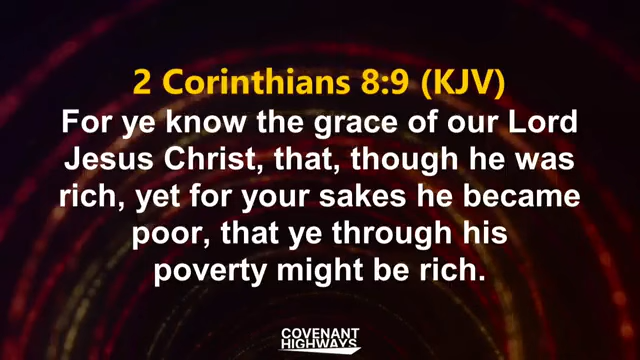 2 Corinthians 8:9 (KJV)
For ye know the grace of our Lord
Jesus Christ, that, though he was
rich, yet for your sakes he became
poor, that ye through his
poverty might be rich.
COVENANT
HIGHWAYS